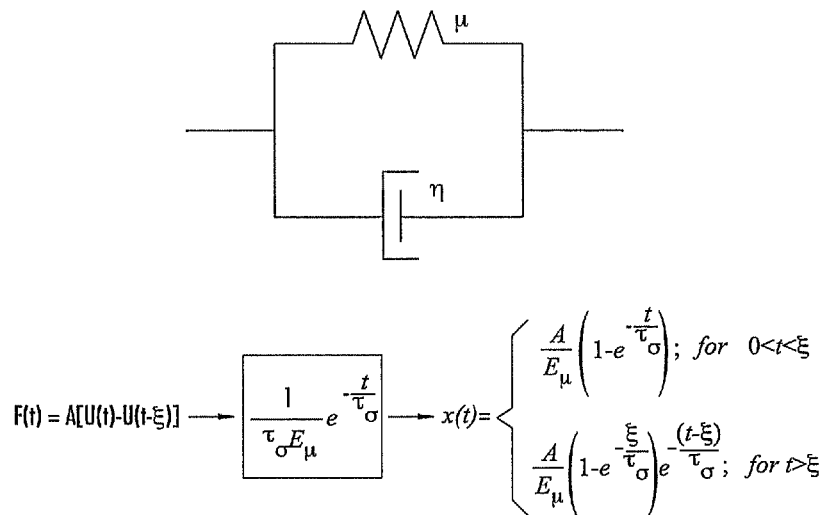 μ
η
F(t) = A[U(t)-U(t-ξ)]
1/(τ_σ E_μ) e^(-t/τ_σ)
x(t)=
A/E_μ (1-e^(-t/τ_σ)); for 0<t<ξ
A/E_μ (1-e^(-ξ/τ_σ)) e^(-(t-ξ)/τ_σ); for t>ξ